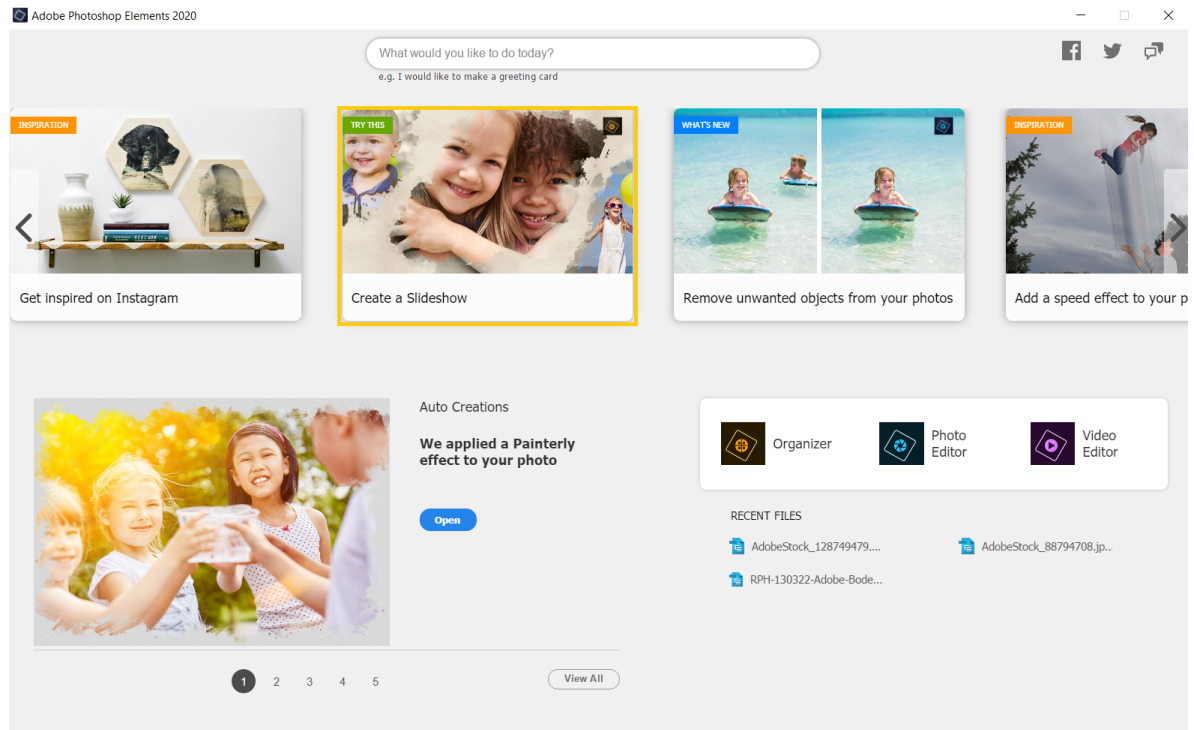 Adobe Photoshop Elements 2020
What would you like to do today?
e.g. I would like to make a greeting card
INSPIRATION
Get inspired on Instagram
TRY THIS
Create a Slideshow
WHAT'S NEW
Remove unwanted objects from your photos
INSPIRATION
Add a speed effect to your p
Auto Creations
We applied a Painterly
effect to your photo
Open
1 2 3 4 5
View All
Organizer
Photo
Editor
Video
Editor
RECENT FILES
AdobeStock_128749479....
AdobeStock_88794708.jp...
RPH-130322-Adobe-Bode...